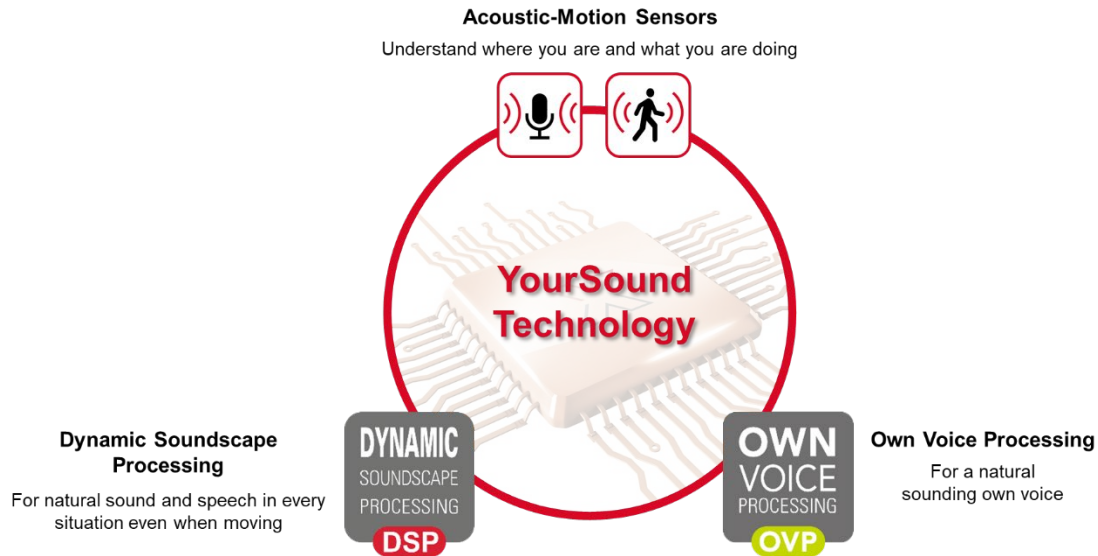 Acoustic-Motion Sensors
Understand where you are and what you are doing
YourSound
Technology
Dynamic Soundscape
Processing
For natural sound and speech in every
situation even when moving
DYNAMIC
SOUNDSCAPE
PROCESSING
DSP
OWN
VOICE
PROCESSING
OVP
Own Voice Processing
For a natural
sounding own voice